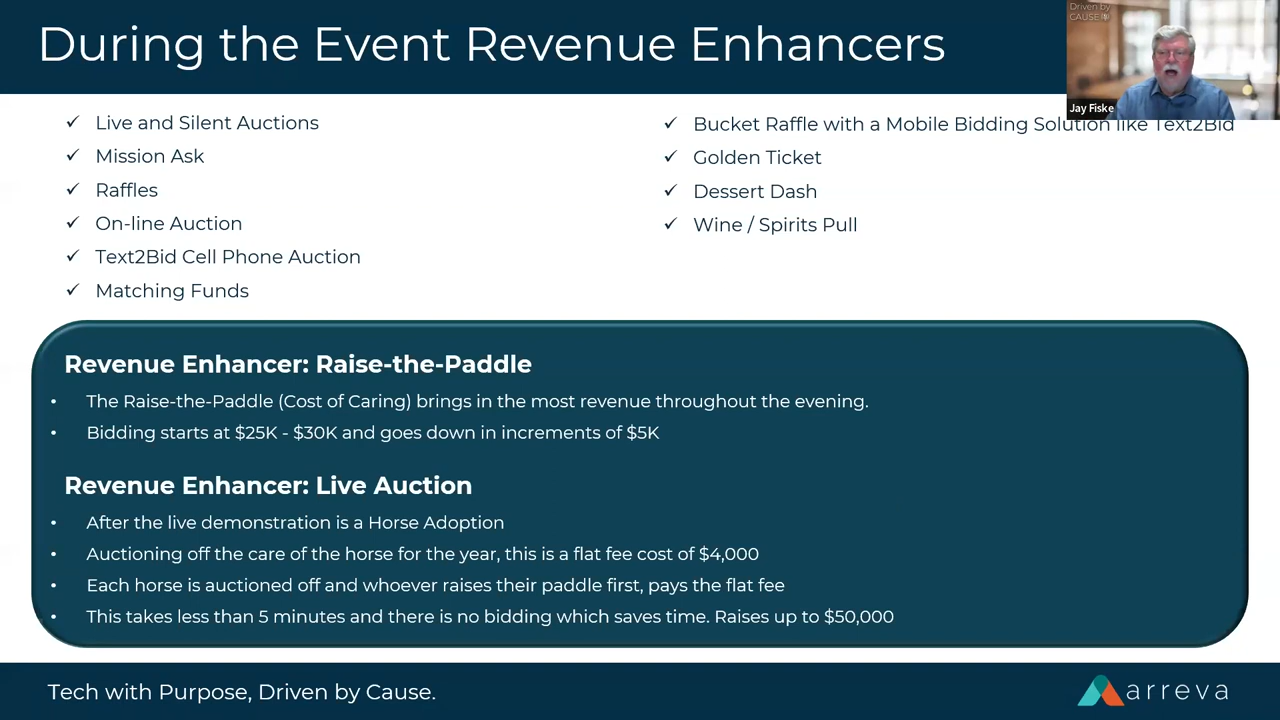 During the Event Revenue Enhancers
Driven by
CAUSE
Jay Fiske
✓ Live and Silent Auctions
✓ Mission Ask
✓ Raffles
✓ On-line Auction
✓ Text2Bid Cell Phone Auction
✓ Matching Funds
✓ Bucket Raffle with a Mobile Bidding Solution like Text2Bid
✓ Golden Ticket
✓ Dessert Dash
✓ Wine / Spirits Pull
Revenue Enhancer: Raise-the-Paddle
• The Raise-the-Paddle (Cost of Caring) brings in the most revenue throughout the evening.
• Bidding starts at $25K - $30K and goes down in increments of $5K
Revenue Enhancer: Live Auction
• After the live demonstration is a Horse Adoption
• Auctioning off the care of the horse for the year, this is a flat fee cost of $4,000
• Each horse is auctioned off and whoever raises their paddle first, pays the flat fee
• This takes less than 5 minutes and there is no bidding which saves time. Raises up to $50,000
Tech with Purpose, Driven by Cause.
arreva